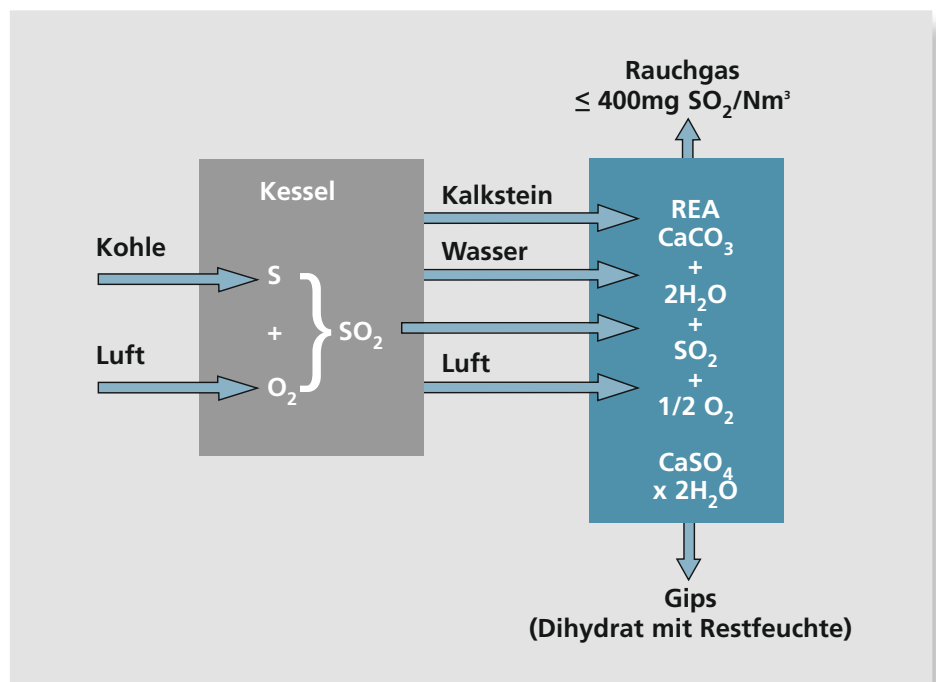 Rauchgas
≤ 400mg SO₂/Nm³
Kessel
Kohle
S
+
SO₂
Luft
O₂
Kalkstein
Wasser
Luft
REA
CaCO₃
+
2H₂O
+
SO₂
+
1/2 O₂
CaSO₄
x 2H₂O
Gips
(Dihydrat mit Restfeuchte)